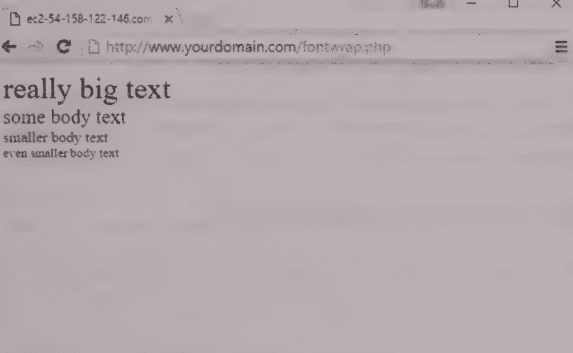 ec2-54-158-122-146.com
http://www.yourdomain.com/fontwrap.php
really big text
some body text
smaller body text
even smaller body text